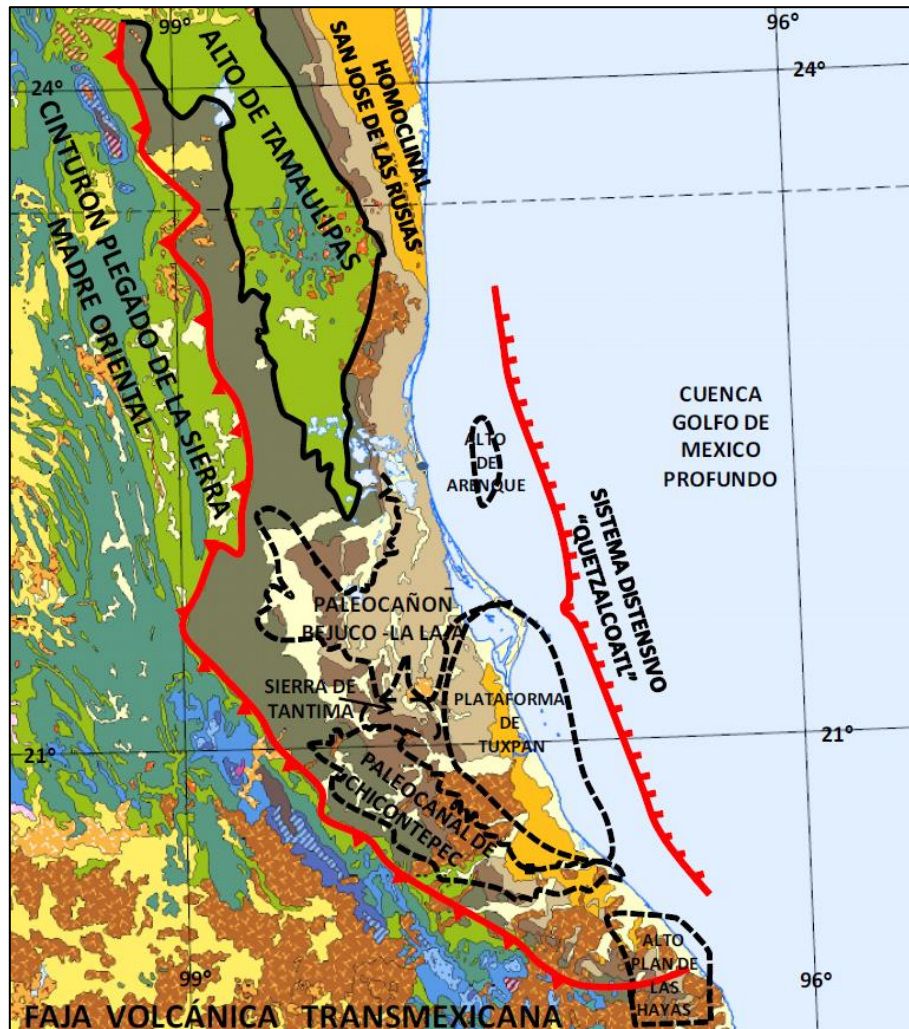 99°
96°
24°
24°
ALTO DE TAMAULIPAS
HOMOCLINAL
SAN JOSE DE LAS RUSIAS
CINTURON PLEGADO DE LA SIERRA
MADRE ORIENTAL
CUENCA
GOLFO DE
MEXICO
PROFUNDO
ALTO
DE
ARENQUE
SISTEMA DISTENSIVO
“QUETZALCOATL”
PALEOCAÑON
BEJUCO -LA LAJA
SIERRA DE
TANTIMA
PLATAFORMA
DE
TUXPAN
21°
21°
PALEOCANAL DE
CHICONTEPEC
ALTO
PLAN DE
LAS
HAYAS
99°
96°
FAJA VOLCÁNICA TRANSMEXICANA